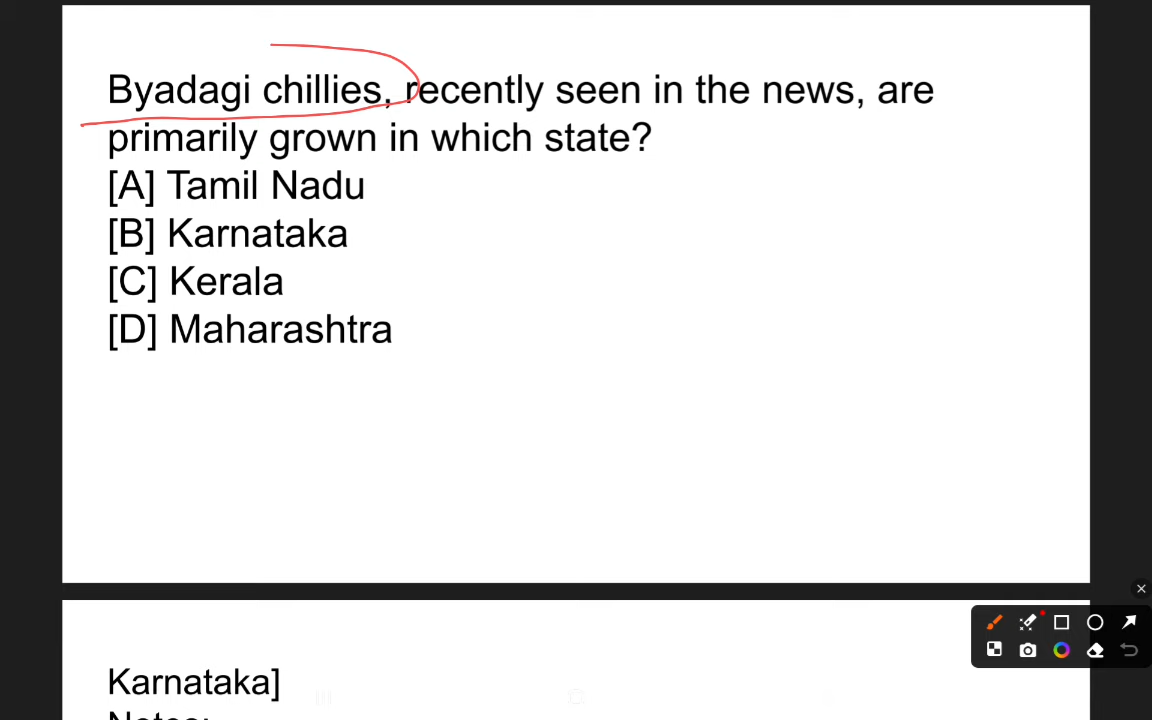 Byadagi chillies, recently seen in the news, are
primarily grown in which state?
[A] Tamil Nadu
[B] Karnataka
[C] Kerala
[D] Maharashtra
Karnataka]
Notes: